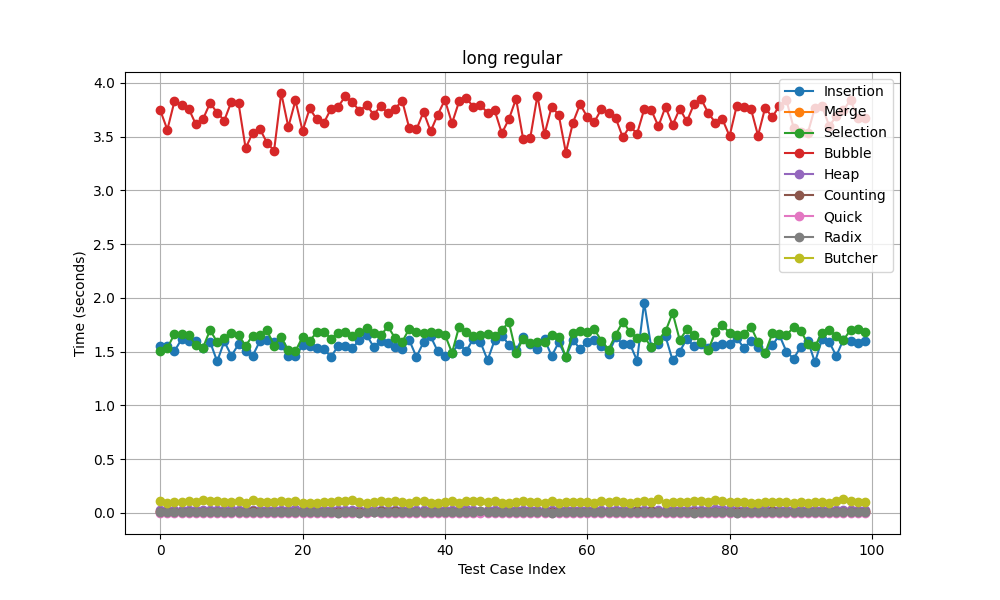 long regular
4.0
3.5
3.0
2.5
2.0
1.5
1.0
0.5
0.0
Time (seconds)
Insertion
Merge
Selection
Bubble
Heap
Counting
Quick
Radix
Butcher
0 20 40 60 80 100
Test Case Index